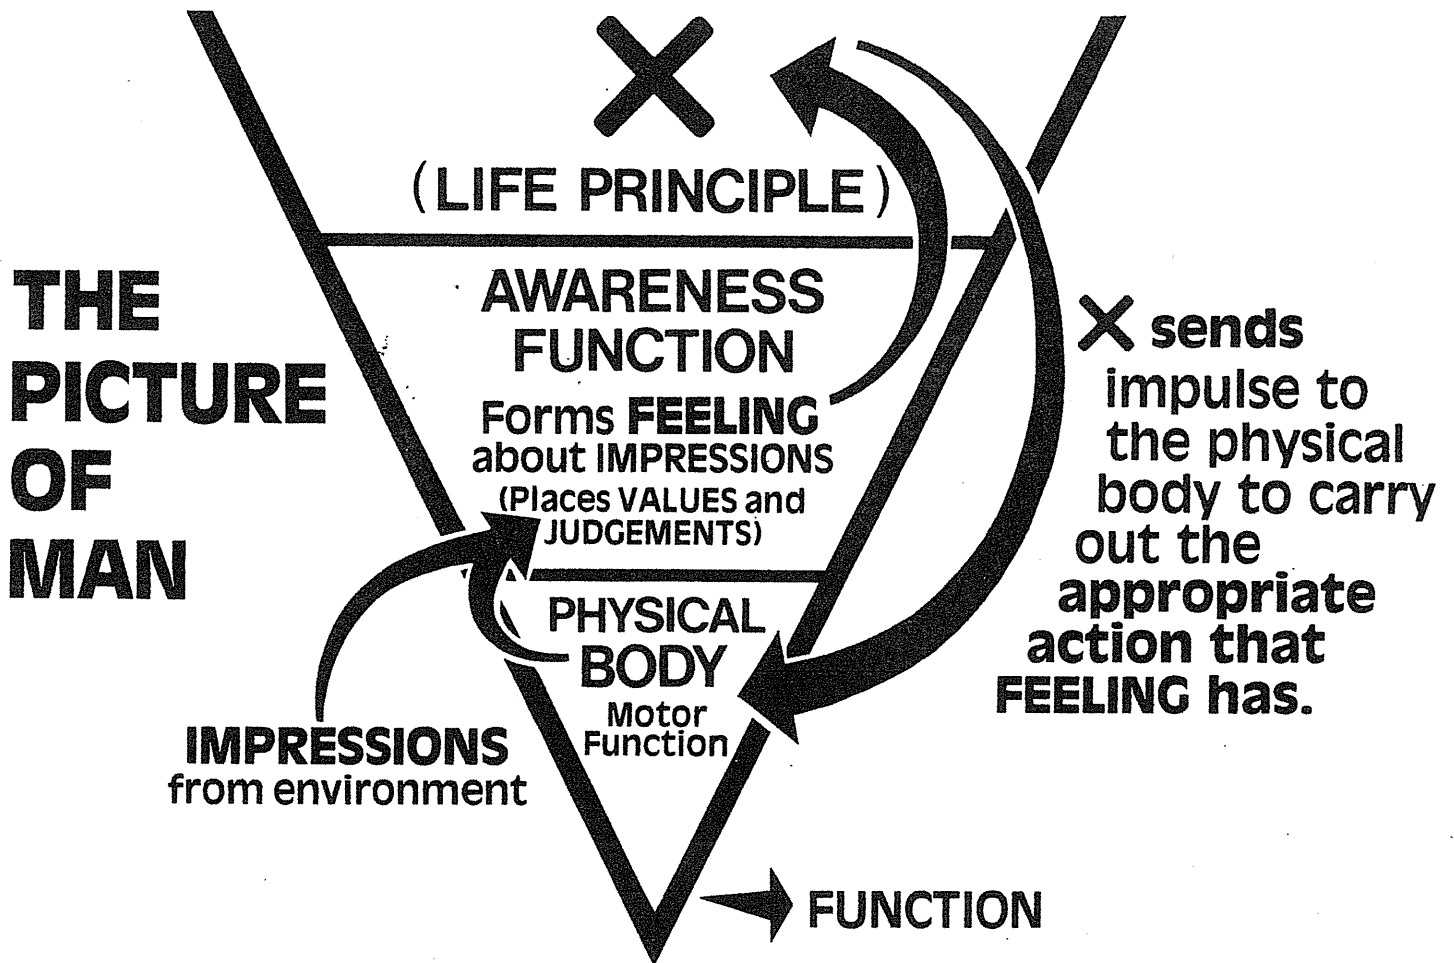 THE
PICTURE
OF
MAN
X
(LIFE PRINCIPLE)
AWARENESS
FUNCTION
Forms FEELING
about IMPRESSIONS
(Places VALUES and
JUDGEMENTS)
PHYSICAL
BODY
Motor
Function
IMPRESSIONS
from environment
X sends
impulse to
the physical
body to carry
out the
appropriate
action that
FEELING has.
FUNCTION